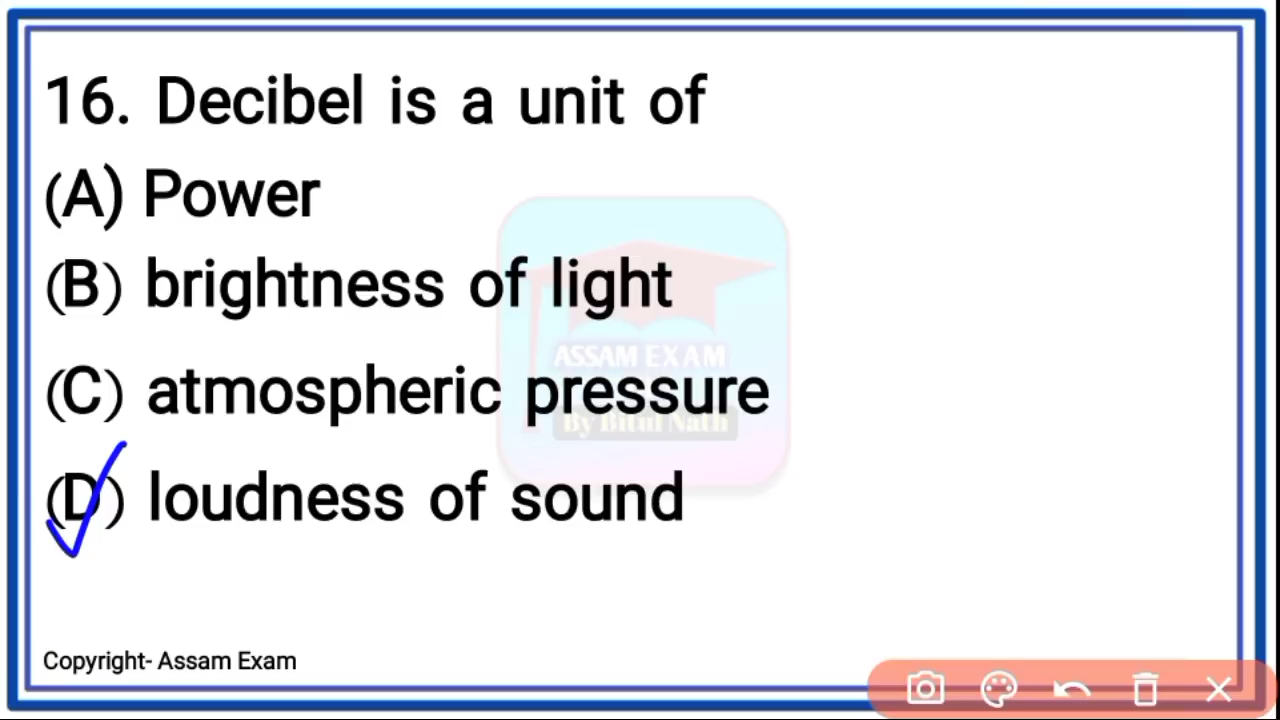 16. Decibel is a unit of
(A) Power
(B) brightness of light
(C) atmospheric pressure
(D) loudness of sound
ASSAM EXAM
By Bitul Nath
Copyright- Assam Exam